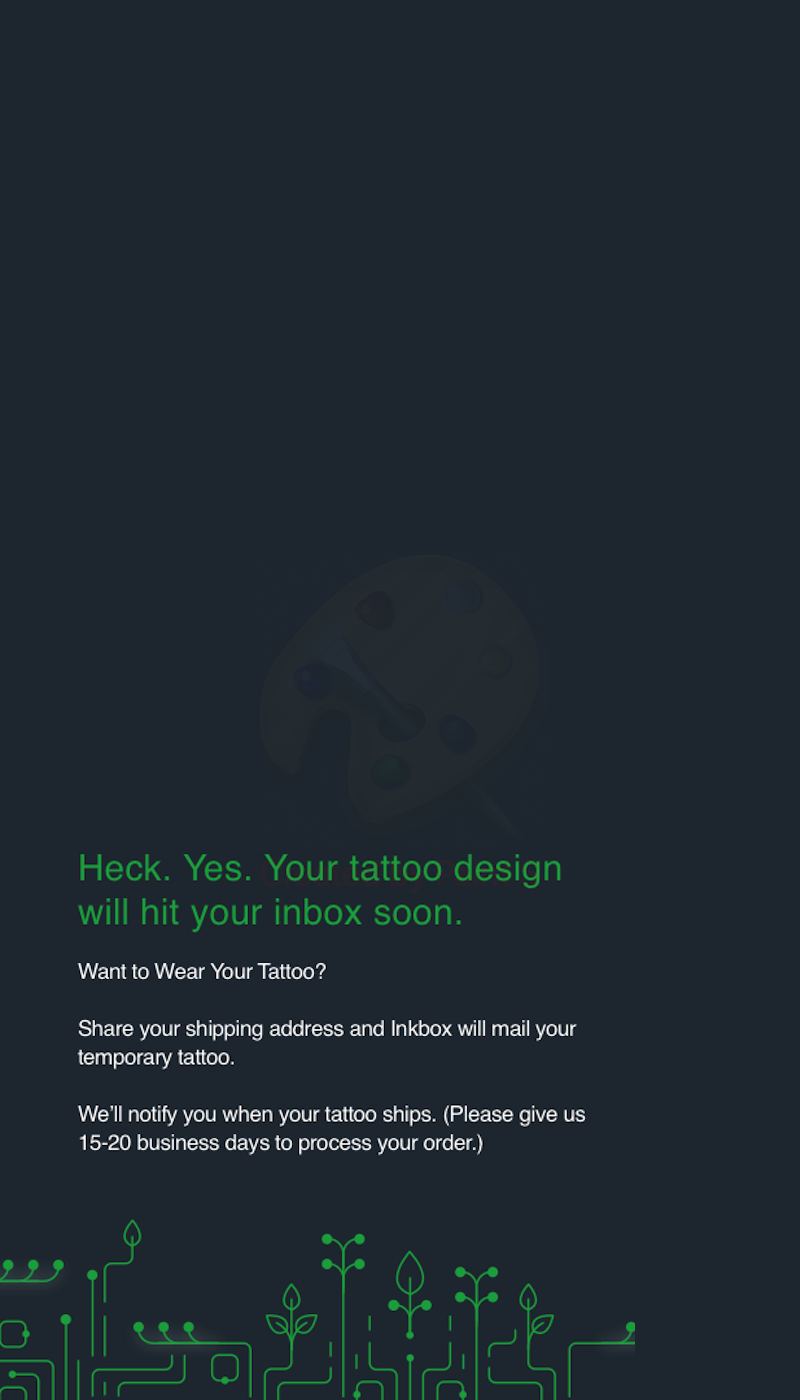 Heck. Yes. Your tattoo design
will hit your inbox soon.
Want to Wear Your Tattoo?
Share your shipping address and Inkbox will mail your
temporary tattoo.
We’ll notify you when your tattoo ships. (Please give us
15-20 business days to process your order.)